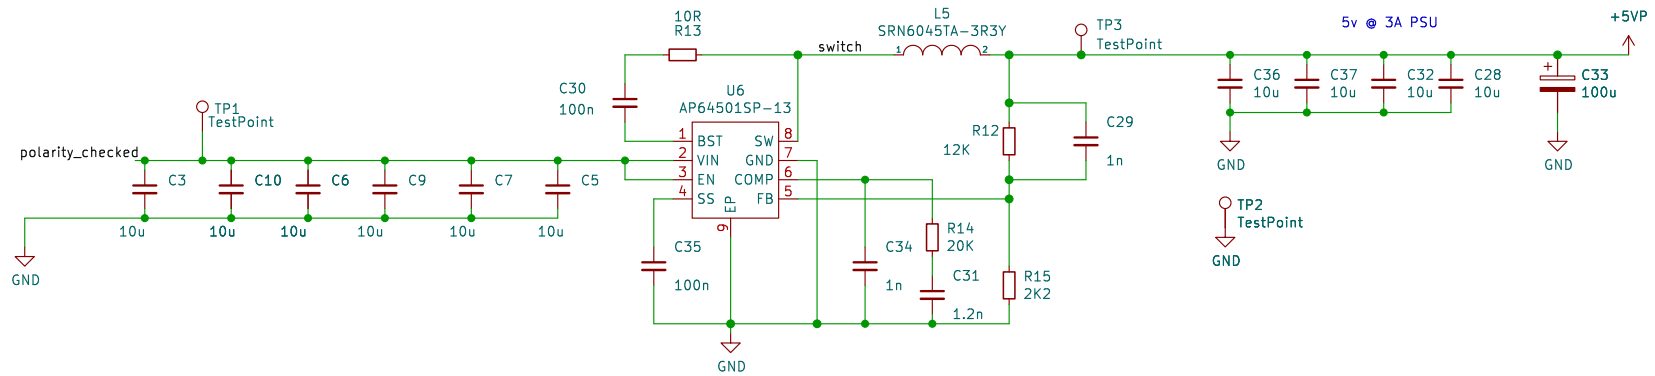 10R
R13
L5
SRN6045TA-3R3Y
1
2
switch
TP3
TestPoint
5v @ 3A PSU
+5VP
C36
10u
C37
10u
C32
10u
C28
10u
+
C33
100u
GND
GND
TP2
TestPoint
GND
C30
100n
U6
AP64501SP-13
1
BST
2
VIN
3
EN
4
SS
SW
8
GND
7
COMP
6
FB
5
EP
9
R12
12K
C29
1n
TP1
TestPoint
polarity_checked
C3
C10
C6
C9
C7
C5
10u
10u
10u
10u
10u
10u
GND
C35
100n
C34
1n
R14
20K
C31
1.2n
R15
2K2
GND